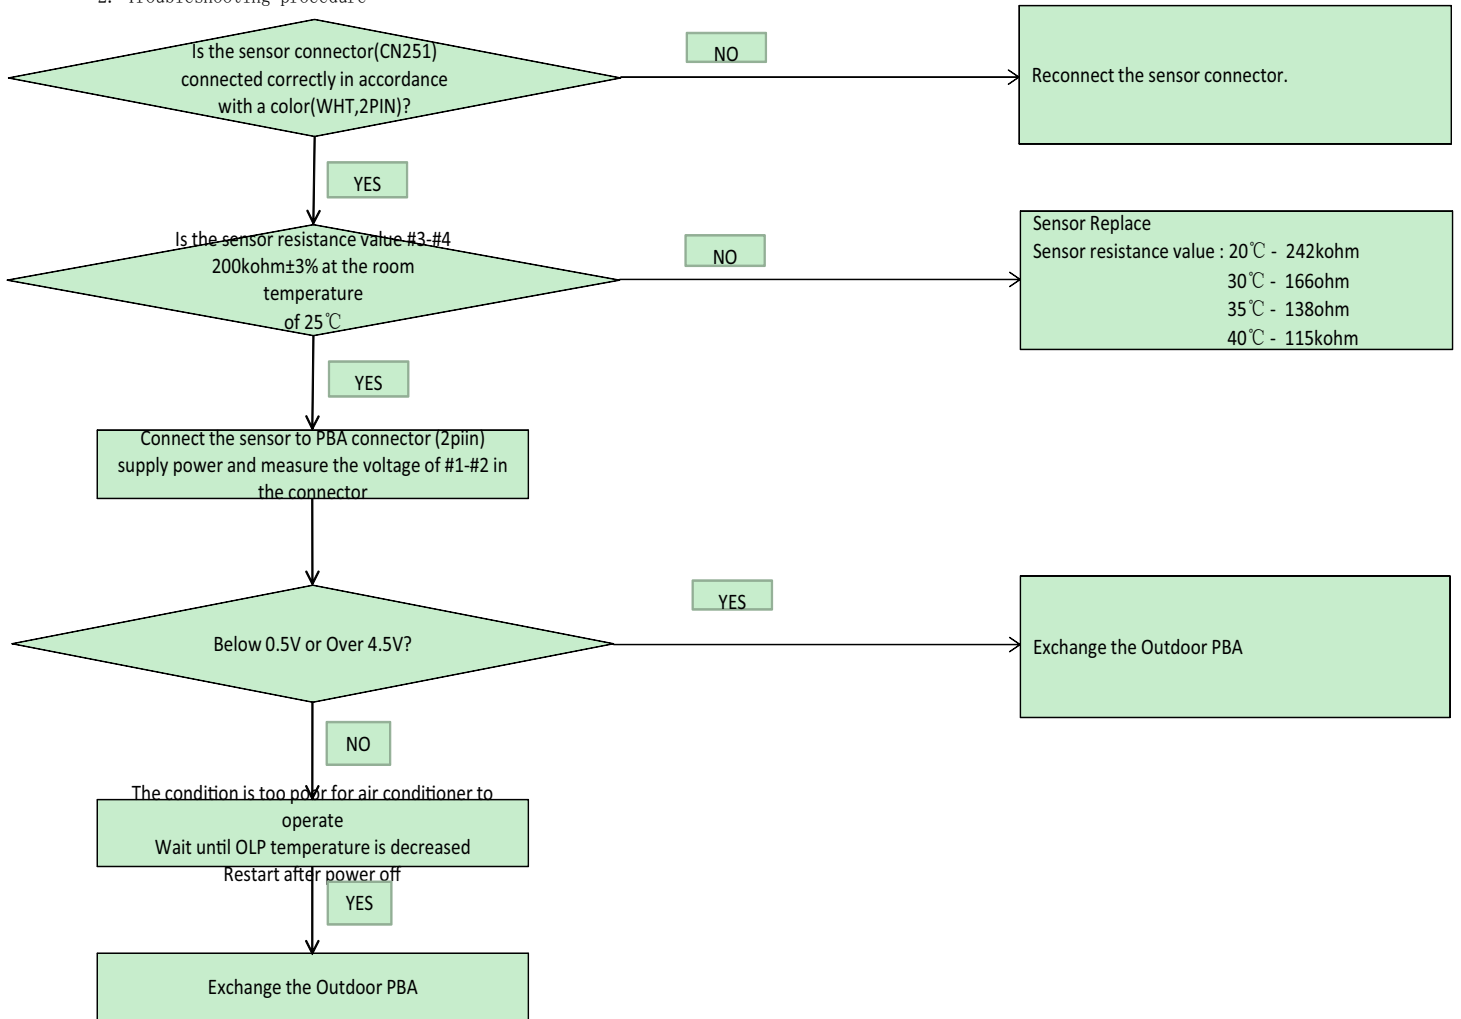 2. Troubleshooting procedure
Is the sensor connector(CN251)
connected correctly in accordance
with a color(WHT,2PIN)?
NO
Reconnect the sensor connector.
YES
Is the sensor resistance value #3-#4
200kohm±3% at the room
temperature
of 25℃
NO
Sensor Replace
Sensor resistance value : 20℃ - 242kohm
30℃ - 166ohm
35℃ - 138ohm
40℃ - 115kohm
YES
Connect the sensor to PBA connector (2piin)
supply power and measure the voltage of #1-#2 in
the connector
Below 0.5V or Over 4.5V?
YES
Exchange the Outdoor PBA
NO
The condition is too poor for air conditioner to
operate
Wait until OLP temperature is decreased
Restart after power off
YES
Exchange the Outdoor PBA